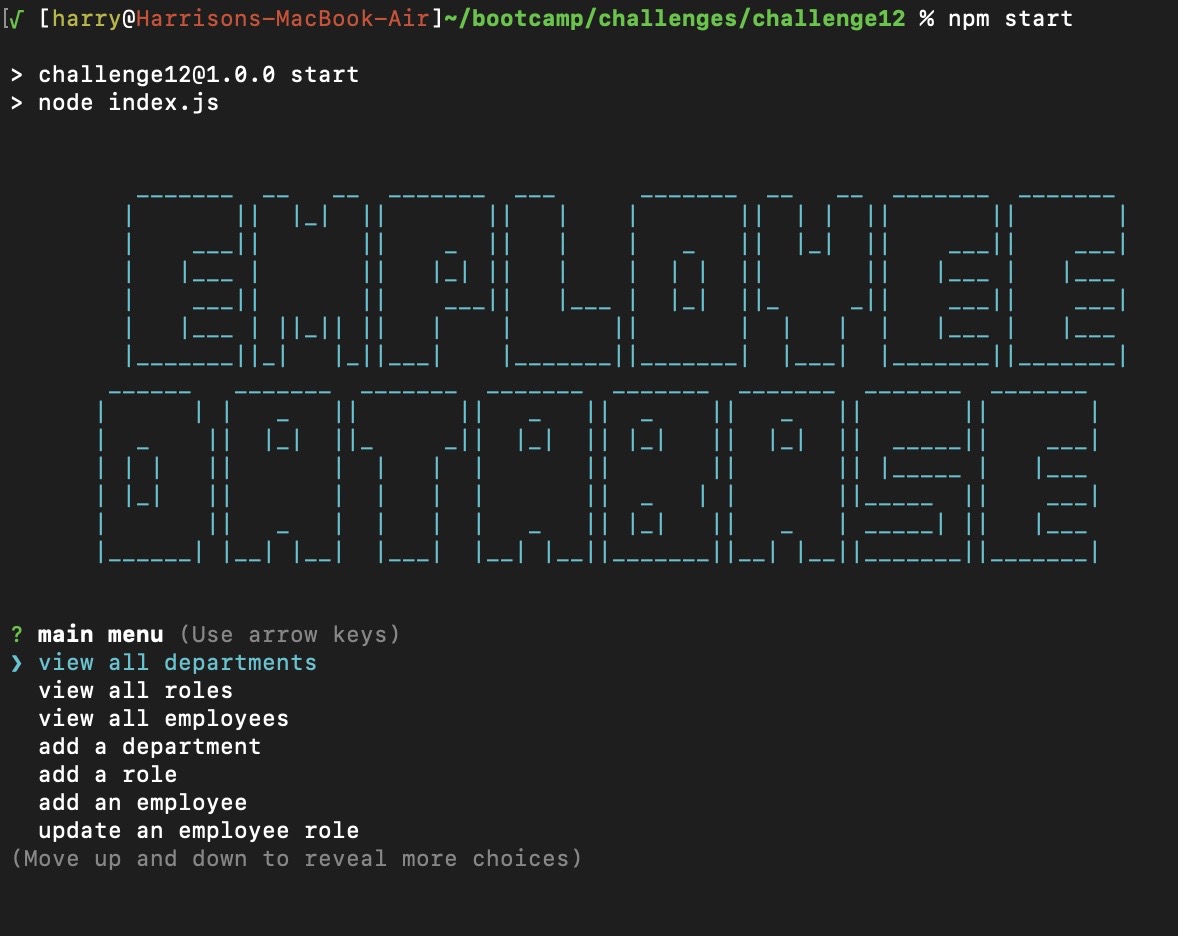 [√ [harry@Harrisons-MacBook-Air]~/bootcamp/challenges/challenge12 % npm start
> challenge12@1.0.0 start
> node index.js
EMPLOYEE
DATABASE
? main menu (Use arrow keys)
❯ view all departments
view all roles
view all employees
add a department
add a role
add an employee
update an employee role
(Move up and down to reveal more choices)